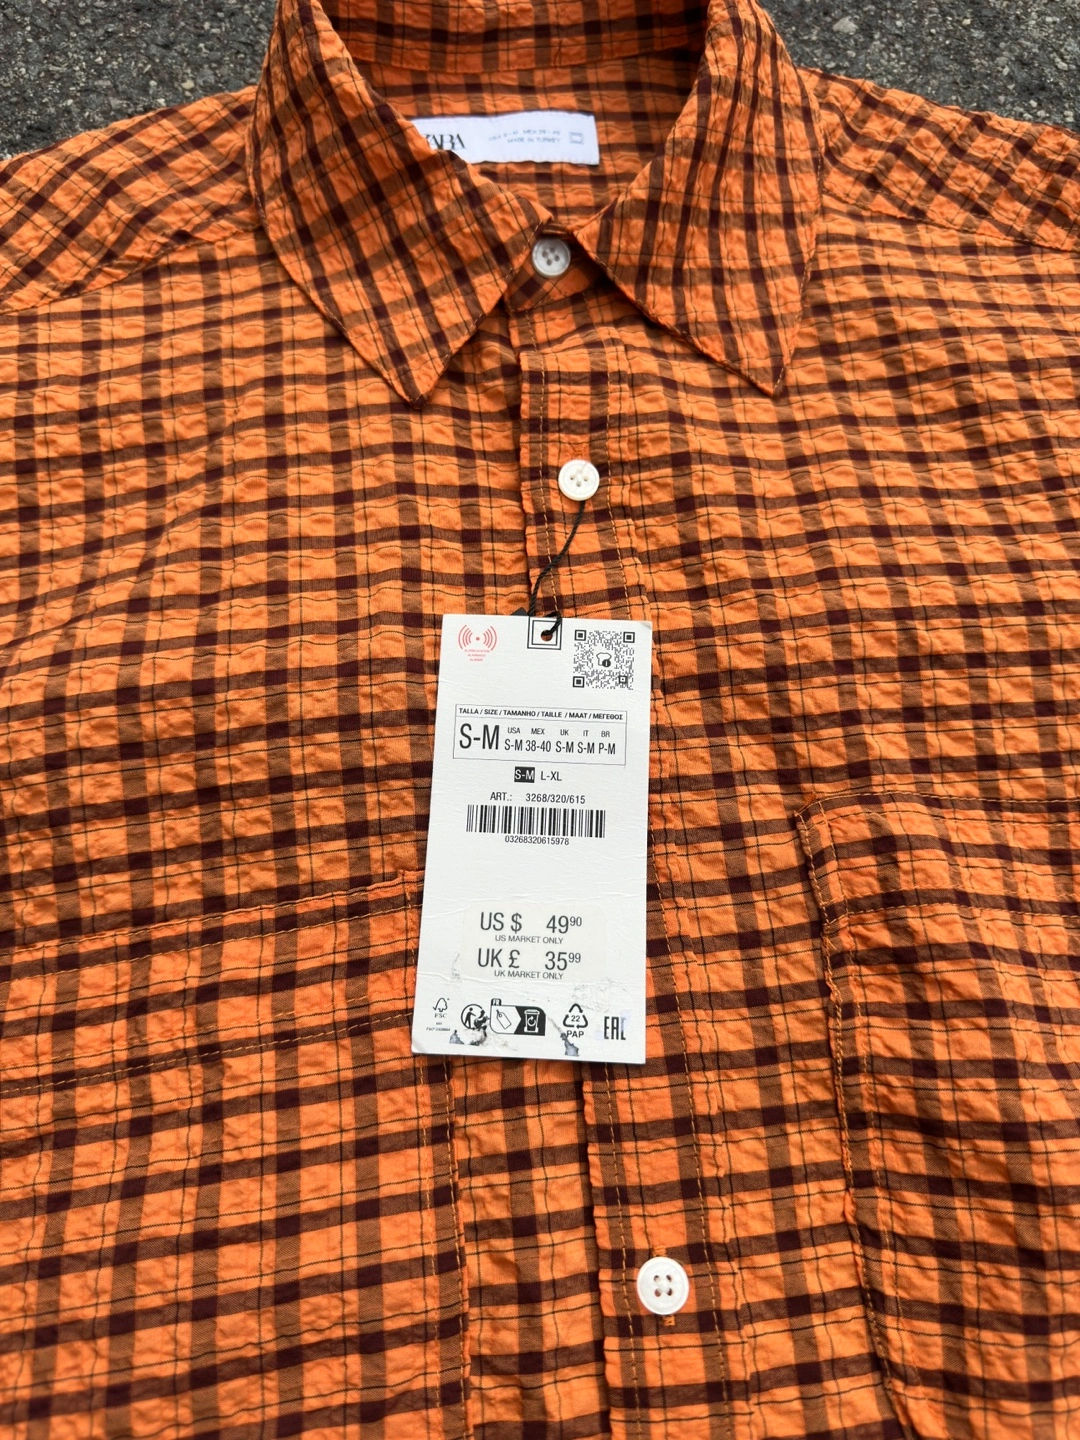 ZARA
MADE IN TURKEY
TALLA / SIZE / TAMANHO / TAILLE / MAAT / ΜΕΓΕΘΟΣ
S-M
USA MEX UK IT BR
S-M 38-40 S-M S-M P-M
S-M L-XL
ART.: 3268/320/615
03268320615978
US $ 49.90
US MARKET ONLY
UK £ 35.99
UK MARKET ONLY
FSC
FR
22
PAP
EAC